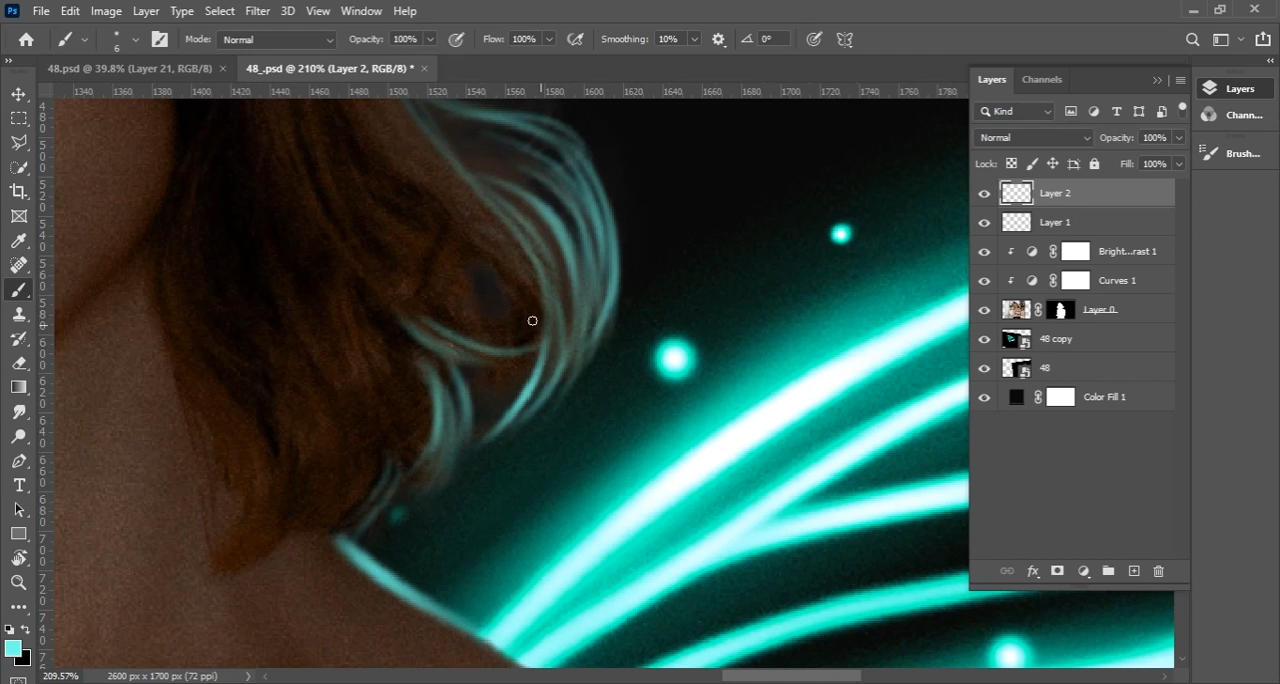 Ps File Edit Image Layer Type Select Filter 3D View Window Help
6 Mode: Normal Opacity: 100% Flow: 100% Smoothing: 10% 0°
48.psd @ 39.8% (Layer 21, RGB/8) × 48_.psd @ 210% (Layer 2, RGB/8) * ×
1340 1360 1380 1400 1420 1440 1460 1480 1500 1520 1540 1560 1580 1600 1620 1640 1660 1680 1700 1720 1740 1760 1780
Layers Channels
Kind
Normal Opacity: 100%
Lock: Fill: 100%
Layer 2
Layer 1
Bright...rast 1
Curves 1
Layer 0
48 copy
48
Color Fill 1
fx
Layers
Chann...
Brush...
209.57% 2600 px x 1700 px (72 ppi)